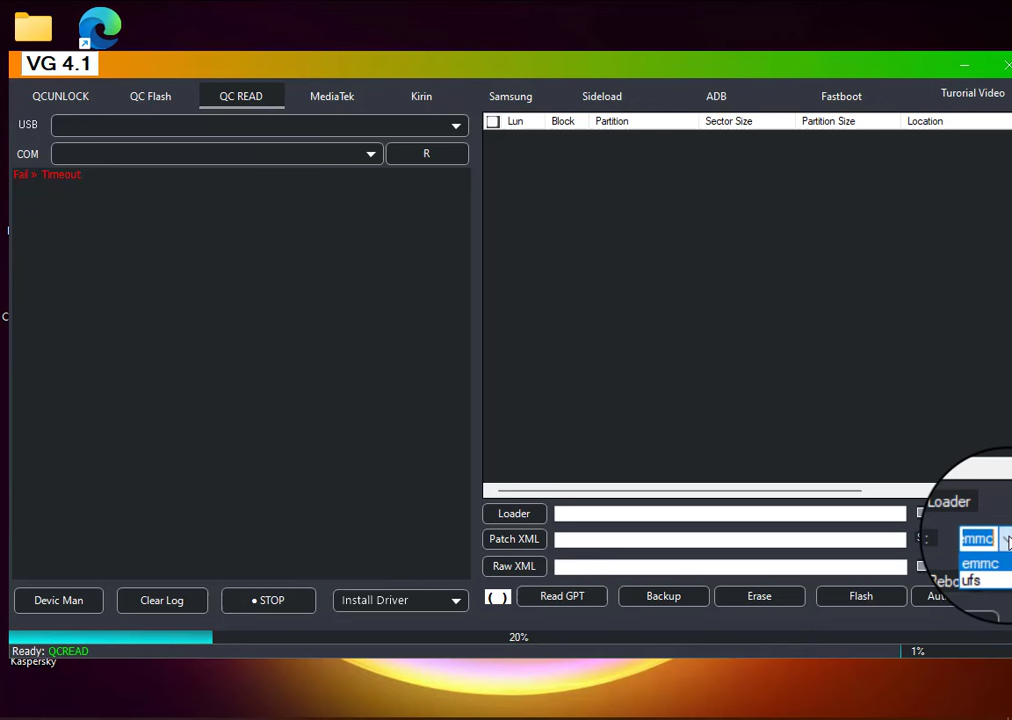 VG 4.1
QCUNLOCK QC Flash QC READ MediaTek Kirin Samsung Sideload ADB Fastboot Turorial Video
USB
Lun Block Partition Sector Size Partition Size Location
COM R
Fail » Timeout
Loader
Loader
Patch XML
emmc
emmc
Raw XML
ufs
Devic Man Clear Log • STOP Install Driver ( ) Read GPT Backup Erase Flash
20%
Ready: QCREAD 1%
Kaspersky